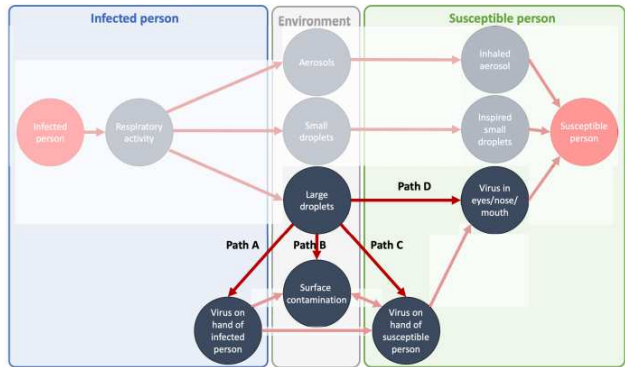 Infected person
Environment
Susceptible person
Aerosols
Inhaled
aerosol
Infected
person
Respiratory
activity
Small
droplets
Inspired
small
droplets
Susceptible
person
Large
droplets
Path D
Virus in
eyes/nose/
mouth
Path A
Path B
Path C
Surface
contamination
Virus on
hand of
infected
person
Virus on
hand of
susceptible
person